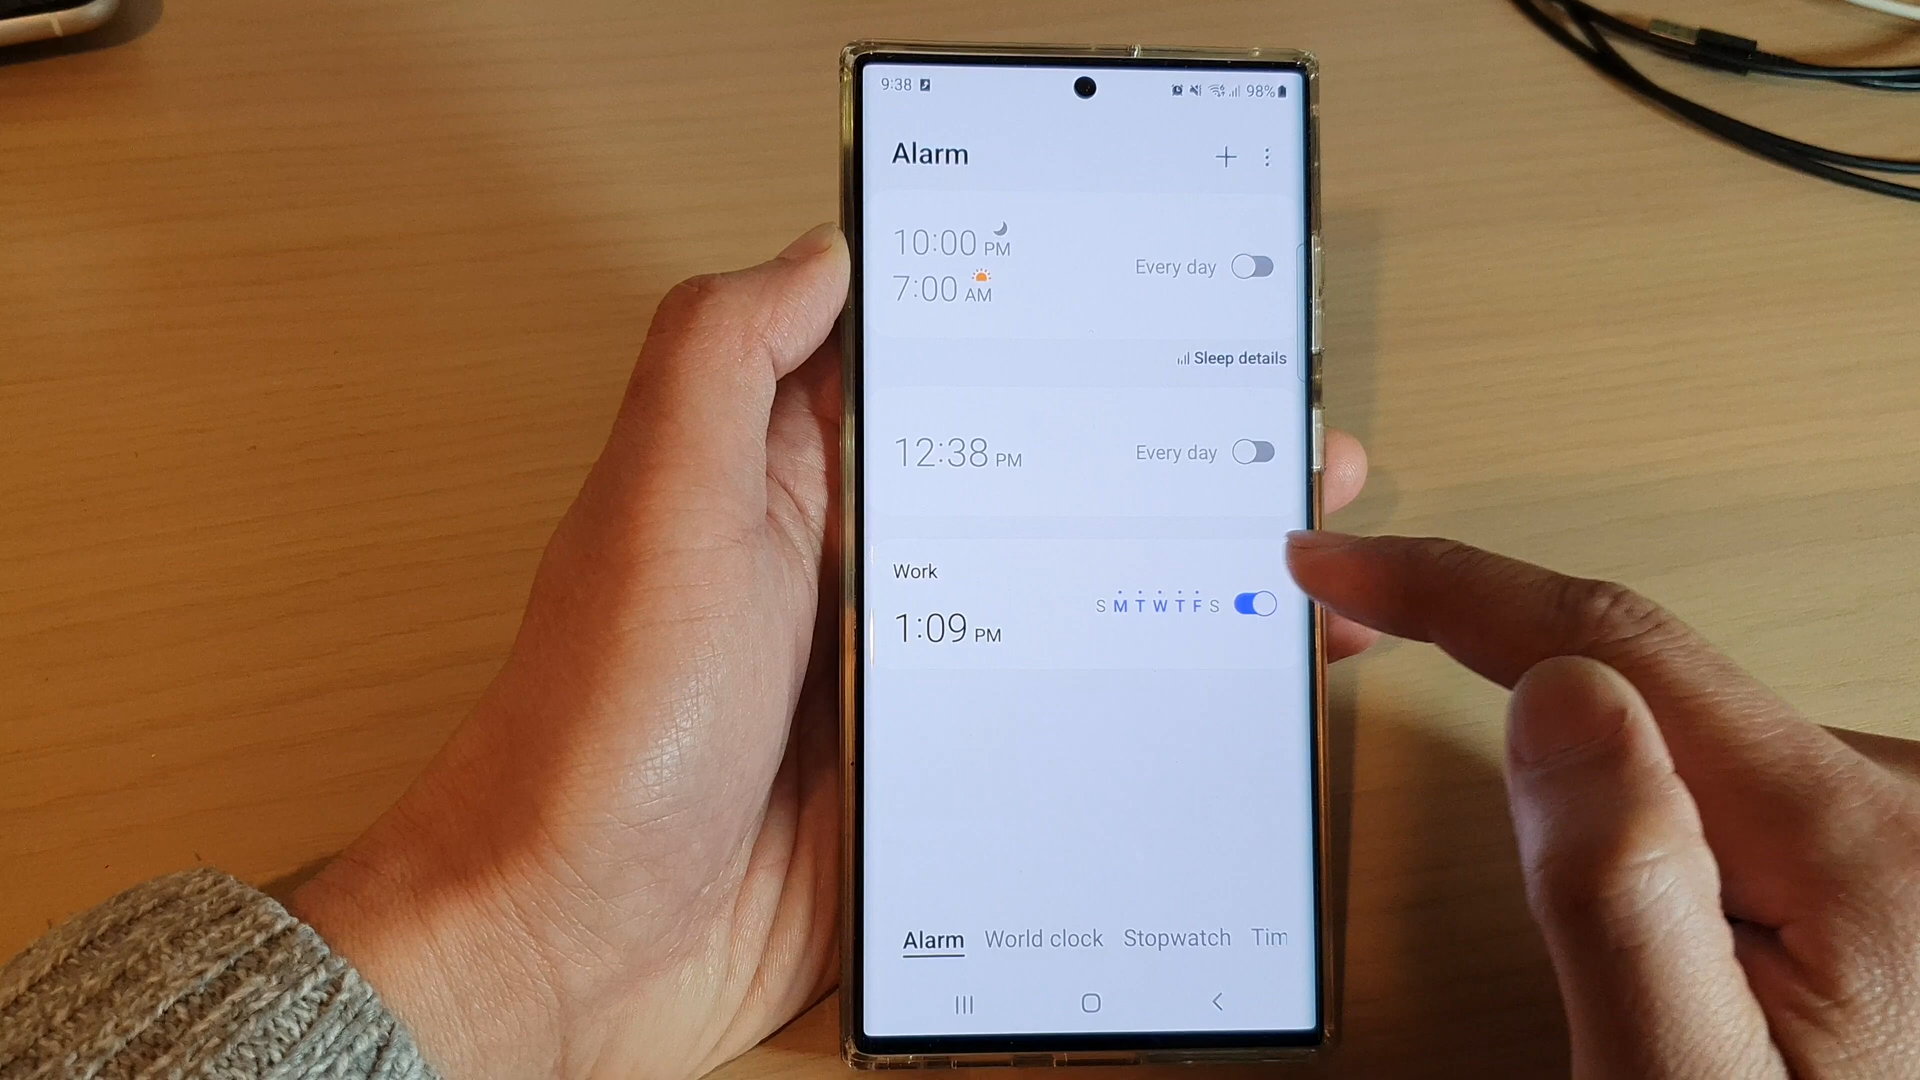 9:38 98%
Alarm
10:00 PM
7:00 AM
Every day
Sleep details
12:38 PM
Every day
Work
S M T W T F S
1:09 PM
Alarm World clock Stopwatch Tim